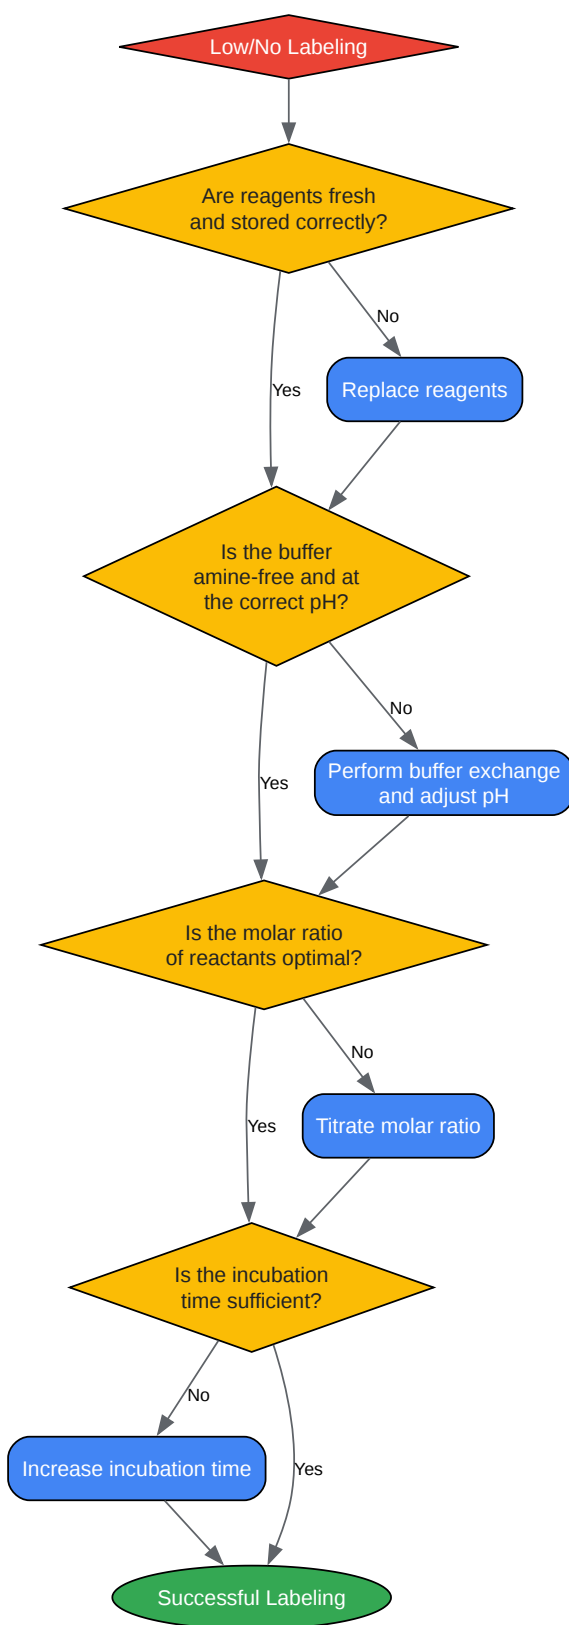 Low/No Labeling
Are reagents fresh
and stored correctly?
No
Yes
Replace reagents
Is the buffer
amine-free and at
the correct pH?
No
Yes
Perform buffer exchange
and adjust pH
Is the molar ratio
of reactants optimal?
No
Yes
Titrate molar ratio
Is the incubation
time sufficient?
No
Increase incubation time
Yes
Successful Labeling